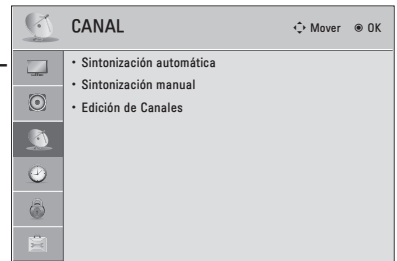 CANAL Mover OK
• Sintonización automática
• Sintonización manual
• Edición de Canales